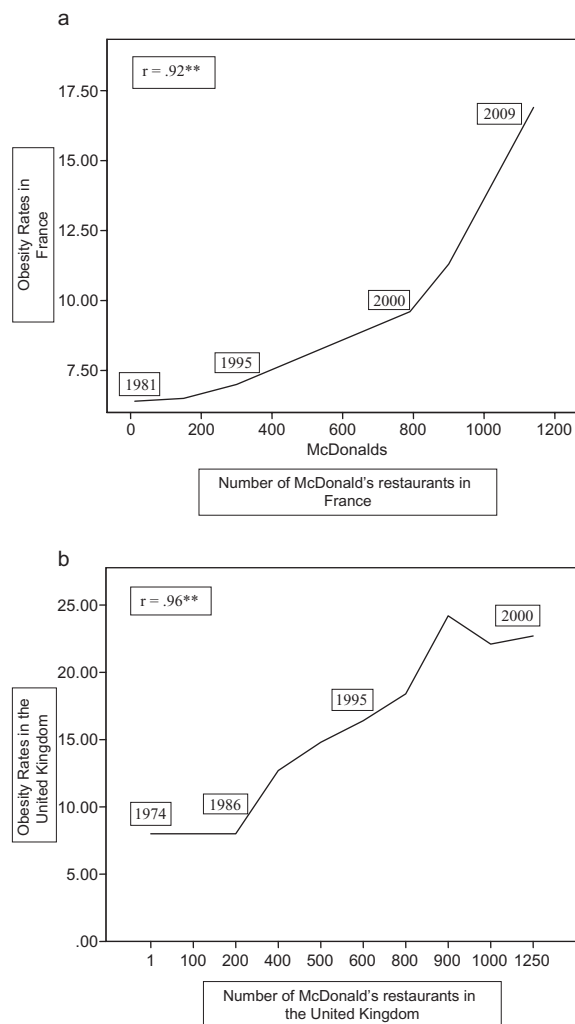 a
r = .92**
17.50
15.00
12.50
10.00
7.50
Obesity Rates in
France
1981
1995
2000
2009
0 200 400 600 800 1000 1200
McDonalds
Number of McDonald's restaurants in
France
b
r = .96**
25.00
20.00
15.00
10.00
5.00
.00
Obesity Rates in the
United Kingdom
1974
1986
1995
2000
1 100 200 400 500 600 800 900 1000 1250
Number of McDonald's restaurants in
the United Kingdom